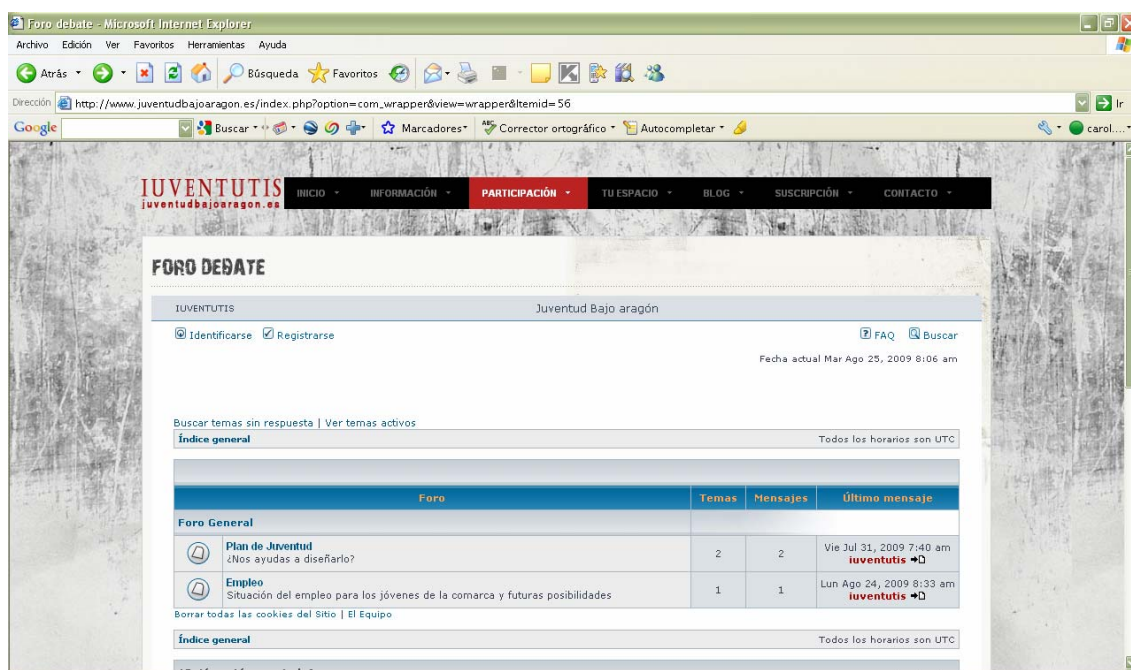 Foro debate - Microsoft Internet Explorer
Archivo Edición Ver Favoritos Herramientas Ayuda
Atrás Búsqueda Favoritos
Dirección http://www.juventudbajoaragon.es/index.php?option=com_wrapper&view=wrapper&Itemid=56 Ir
Google Buscar Marcadores Corrector ortográfico Autocompletar carol....
IUVENTUTIS INICIO INFORMACIÓN PARTICIPACIÓN TU ESPACIO BLOG SUSCRIPCIÓN CONTACTO
juventudbajoaragon.es
FORO DEBATE
IUVENTUTIS Juventud Bajo aragón
Identificarse Registrarse FAQ Buscar
Fecha actual Mar Ago 25, 2009 8:06 am
Buscar temas sin respuesta | Ver temas activos
Índice general Todos los horarios son UTC
Foro Temas Mensajes Último mensaje
Foro General
Plan de Juventud
¿Nos ayudas a diseñarlo? 2 2 Vie Jul 31, 2009 7:40 am
iuventutis
Empleo
Situación del empleo para los jóvenes de la comarca y futuras posibilidades 1 1 Lun Ago 24, 2009 8:33 am
iuventutis
Borrar todas las cookies del Sitio | El Equipo
Índice general Todos los horarios son UTC